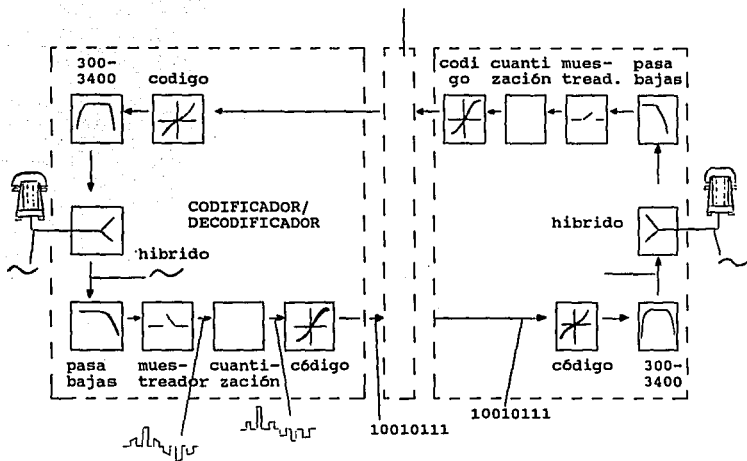 300-
3400
codigo
codi
go
cuanti
zación
mues-
tread.
pasa
bajas
CODIFICADOR/
DECODIFICADOR
hibrido
hibrido
pasa
bajas
mues-
treador
cuanti-
zación
código
10010111
10010111
código
300-
3400